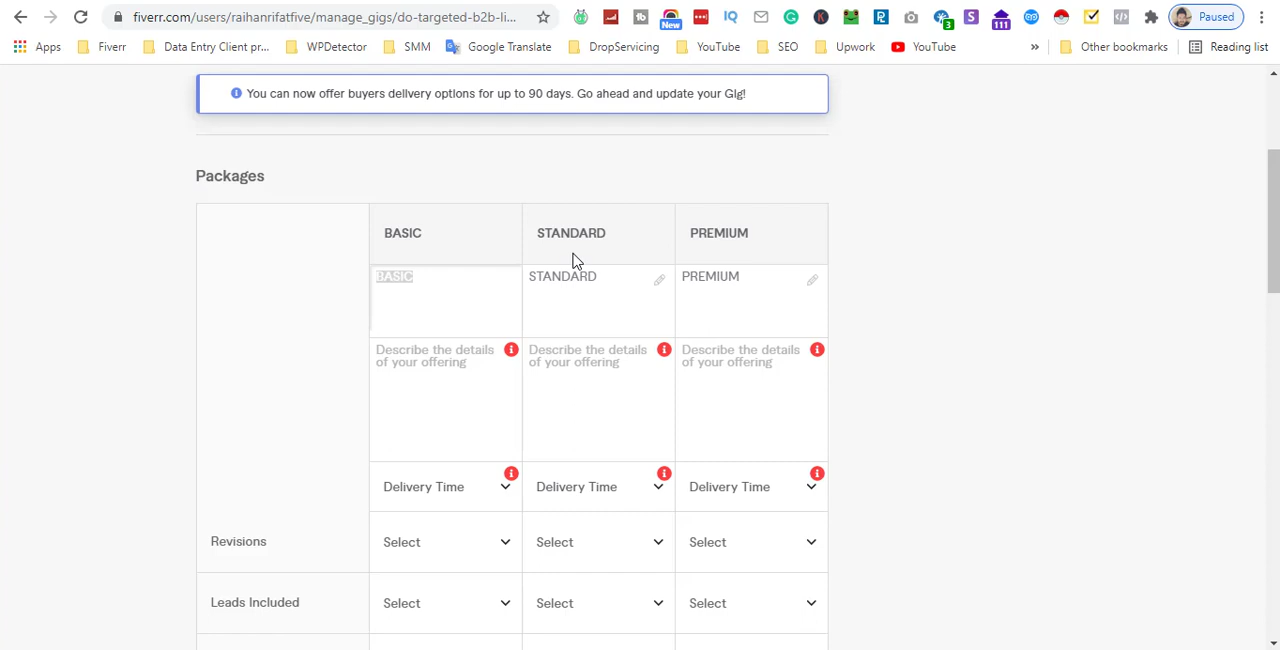 fiverr.com/users/raihanrifatfive/manage_gigs/do-targeted-b2b-li...
New
3
111
Paused
Apps
Fiverr
Data Entry Client pr...
WPDetector
SMM
Google Translate
DropServicing
YouTube
SEO
Upwork
YouTube
»
Other bookmarks
Reading list
You can now offer buyers delivery options for up to 90 days. Go ahead and update your Gig!
Packages
BASIC STANDARD PREMIUM
BASIC STANDARD PREMIUM
Describe the details Describe the details Describe the details
of your offering of your offering of your offering
Delivery Time Delivery Time Delivery Time
Revisions Select Select Select
Leads Included Select Select Select